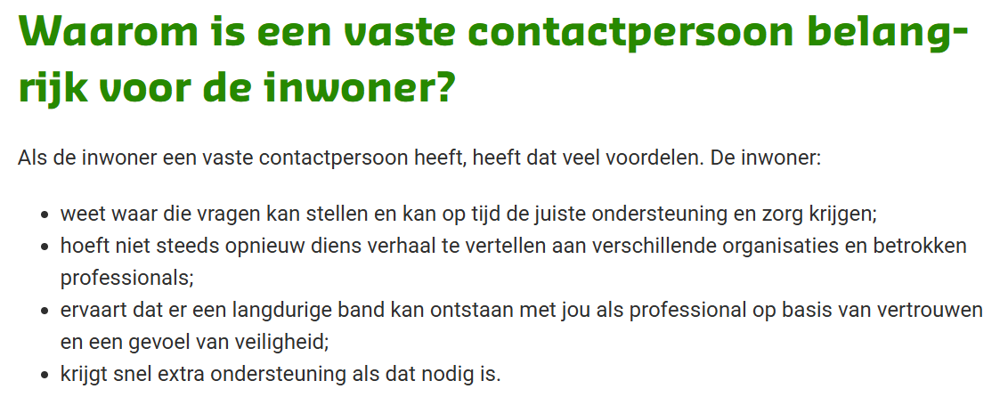 Waarom is een vaste contactpersoon belang-
rijk voor de inwoner?
Als de inwoner een vaste contactpersoon heeft, heeft dat veel voordelen. De inwoner:
• weet waar die vragen kan stellen en kan op tijd de juiste ondersteuning en zorg krijgen;
• hoeft niet steeds opnieuw diens verhaal te vertellen aan verschillende organisaties en betrokken
professionals;
• ervaart dat er een langdurige band kan ontstaan met jou als professional op basis van vertrouwen
en een gevoel van veiligheid;
• krijgt snel extra ondersteuning als dat nodig is.